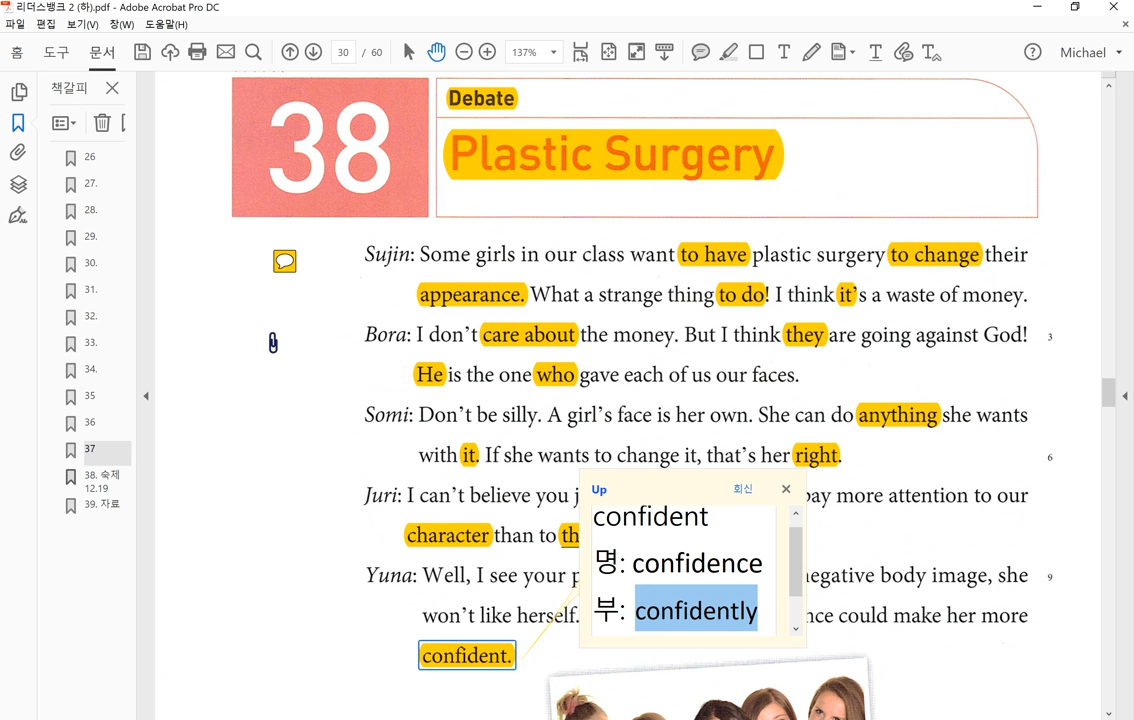 리더스뱅크 2 (하).pdf - Adobe Acrobat Pro DC
파일 편집 보기(V) 창(W) 도움말(H)
홈 도구 문서 30 / 60 137% Michael
책갈피
26
27.
28.
29.
30.
31.
32.
33.
34.
35
36
37
38. 숙제
12.19
39. 자료
38
Debate
Plastic Surgery
Sujin: Some girls in our class want to have plastic surgery to change their
appearance. What a strange thing to do! I think it's a waste of money.
Bora: I don't care about the money. But I think they are going against God! 3
He is the one who gave each of us our faces.
Somi: Don't be silly. A girl's face is her own. She can do anything she wants
with it. If she wants to change it, that's her right. 6
Juri: I can't believe you pay more attention to our
character than to
Yuna: Well, I see your negative body image, she 9
won't like herself. could make her more
confident.
Up 회신
confident
명: confidence
부: confidently